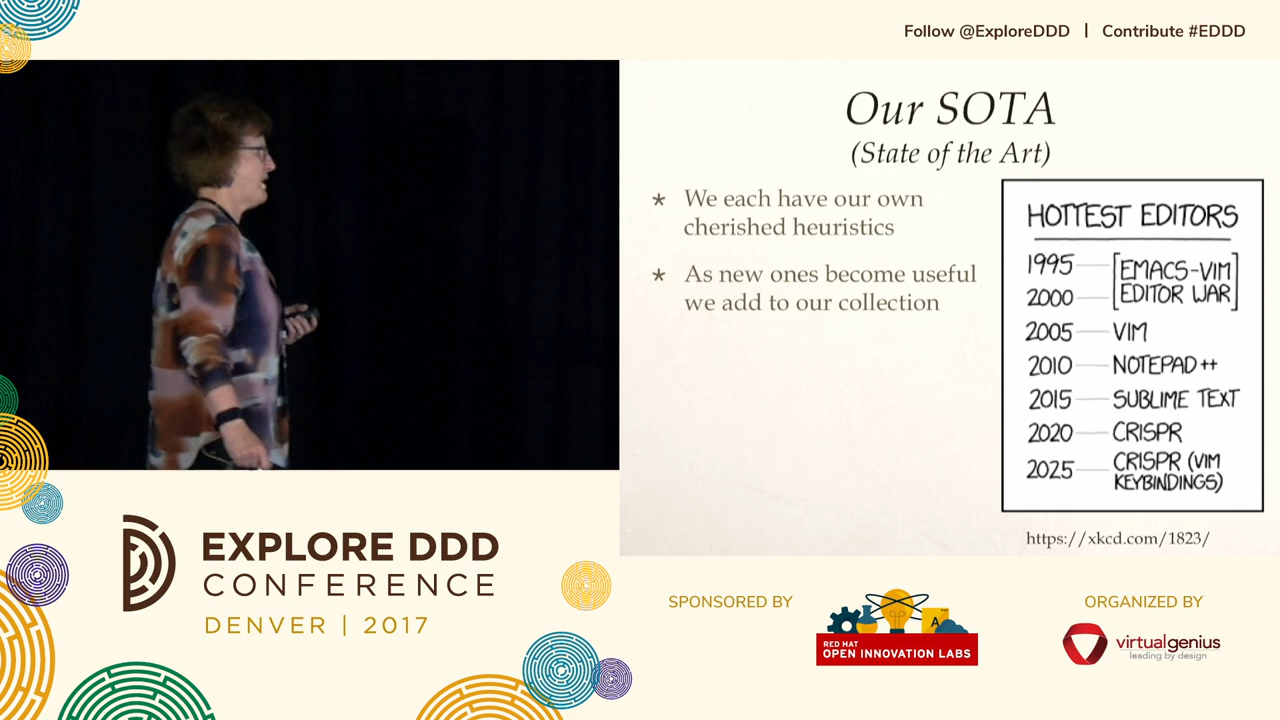 Follow @ExploreDDD | Contribute #EDDD
Our SOTA
(State of the Art)
* We each have our own
cherished heuristics
* As new ones become useful
we add to our collection
HOTTEST EDITORS
1995 [EMACS-VIM
2000 EDITOR WAR]
2005 VIM
2010 NOTEPAD++
2015 SUBLIME TEXT
2020 CRISPR
2025 CRISPR (VIM
KEYBINDINGS)
https://xkcd.com/1823/
EXPLORE DDD
CONFERENCE
DENVER | 2017
SPONSORED BY
A
RED HAT
OPEN INNOVATION LABS
ORGANIZED BY
virtualgenius
leading by design